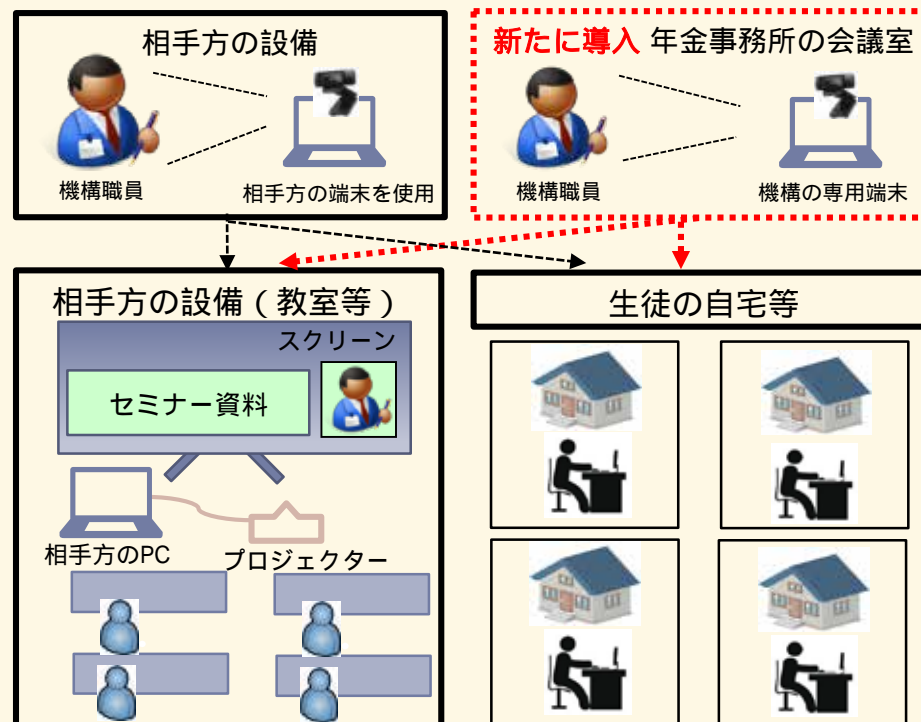 相手方の設備
機構職員
相手方の端末を使用
新たに導入 年金事務所の会議室
機構職員
機構の専用端末
相手方の設備(教室等)
スクリーン
セミナー資料
相手方のPC
プロジェクター
生徒の自宅等